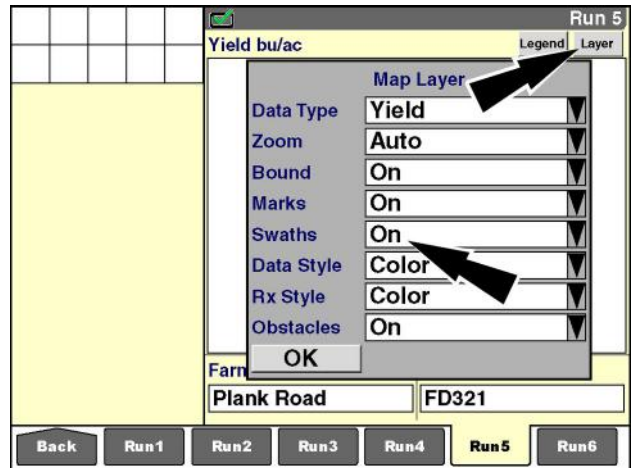 Run 5
Yield bu/ac Legend Layer
Map Layer
Data Type Yield
Zoom Auto
Bound On
Marks On
Swaths On
Data Style Color
Rx Style Color
Obstacles On
OK
Farm
Plank Road FD321
Back Run1 Run2 Run3 Run4 Run5 Run6